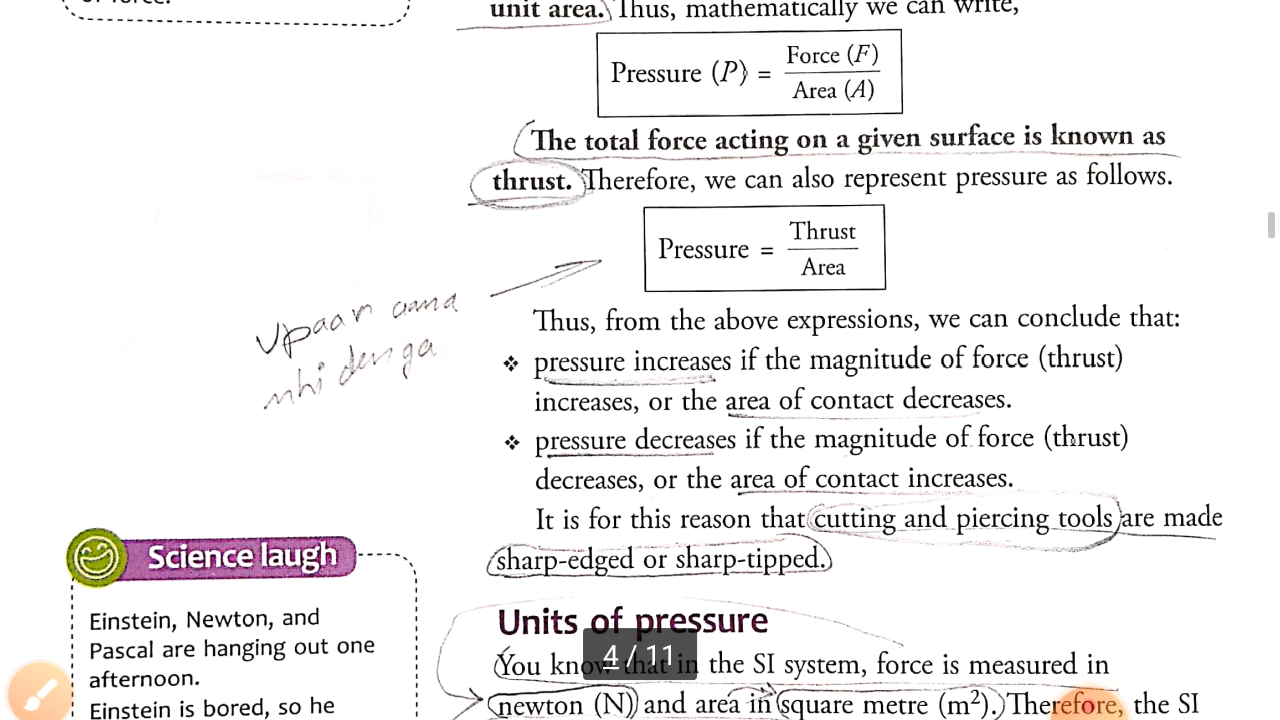 of force.
unit area. Thus, mathematically we can write,
Pressure (P) = Force (F)
Area (A)
The total force acting on a given surface is known as
thrust. Therefore, we can also represent pressure as follows.
Pressure = Thrust
Area
Upaar aana
nhi denga
Thus, from the above expressions, we can conclude that:
❖ pressure increases if the magnitude of force (thrust)
increases, or the area of contact decreases.
❖ pressure decreases if the magnitude of force (thrust)
decreases, or the area of contact increases.
It is for this reason that cutting and piercing tools are made
sharp-edged or sharp-tipped.
Science laugh
Einstein, Newton, and
Pascal are hanging out one
afternoon.
Einstein is bored, so he
Units of pressure
You know that in the SI system, force is measured in
newton (N) and area in square metre (m²). Therefore, the SI
4 / 11